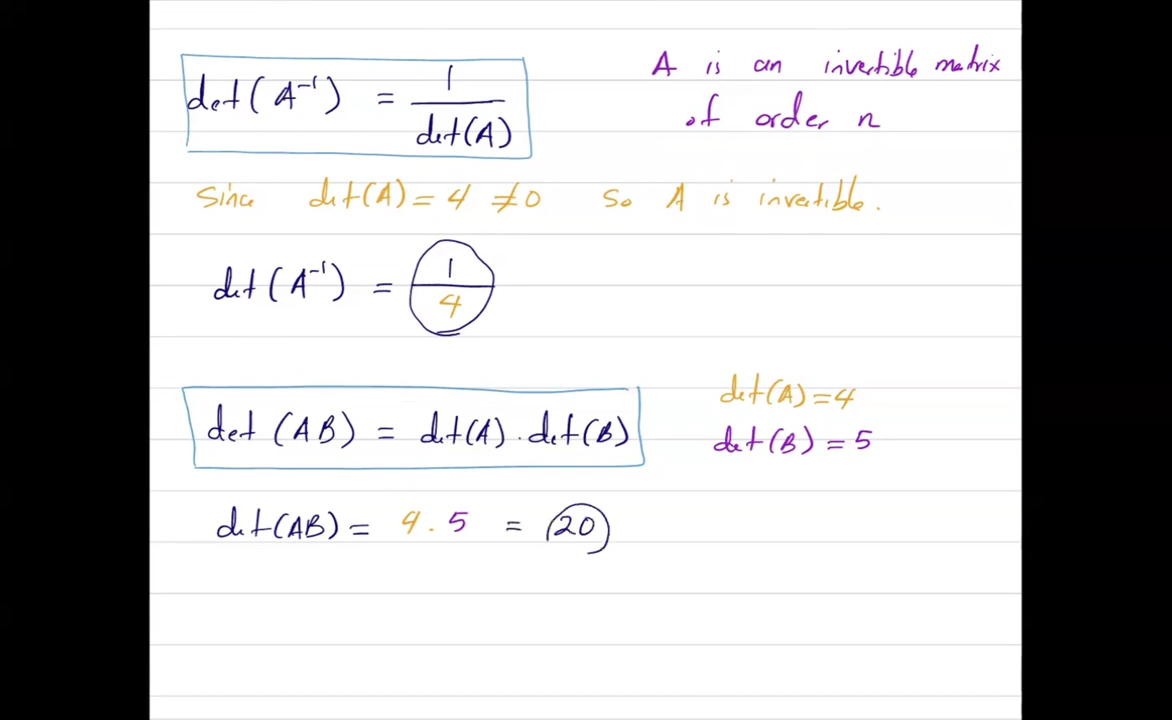 det(A⁻¹) = 1/det(A)
A is an invertible matrix
of order n
Since det(A) = 4 ≠ 0 So A is invertible.
det(A⁻¹) = 1/4
det(AB) = det(A) · det(B)
det(A) = 4
det(B) = 5
det(AB) = 4 . 5 = 20